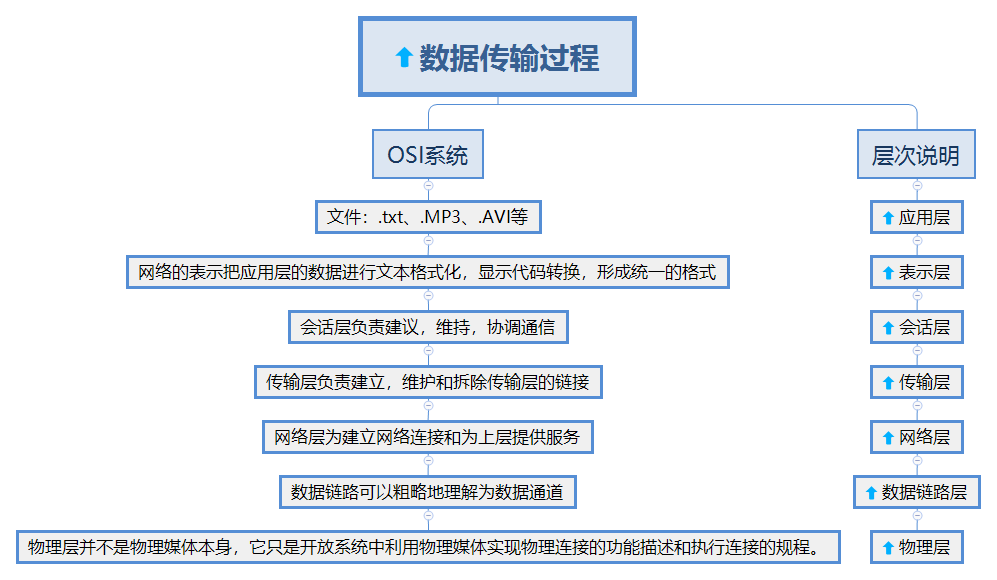 数据传输过程
OSI系统
层次说明
文件：.txt、.MP3、.AVI等
应用层
网络的表示把应用层的数据进行文本格式化，显示代码转换，形成统一的格式
表示层
会话层负责建议，维持，协调通信
会话层
传输层负责建立，维护和拆除传输层的链接
传输层
网络层为建立网络连接和为上层提供服务
网络层
数据链路可以粗略地理解为数据通道
数据链路层
物理层并不是物理媒体本身，它只是开放系统中利用物理媒体实现物理连接的功能描述和执行连接的规程。
物理层